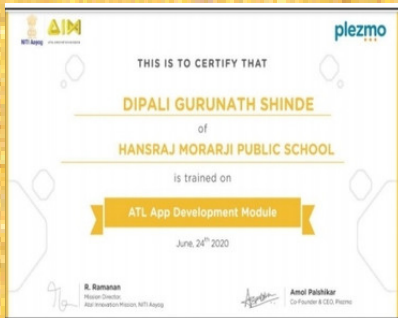 NITI Aayog
AIM
plezmo
THIS IS TO CERTIFY THAT
DIPALI GURUNATH SHINDE
of
HANSRAJ MORARJI PUBLIC SCHOOL
is trained on
ATL App Development Module
June, 24th 2020
R. Ramanan
Mission Director,
Atal Innovation Mission, NITI Aayog
Amol Palshikar
Co-Founder & CEO, Plezmo